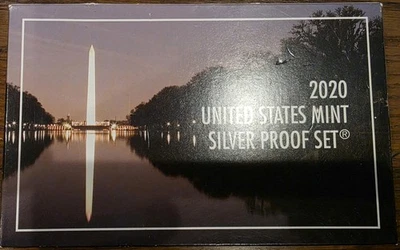 2020
UNITED STATES MINT
SILVER PROOF SET®